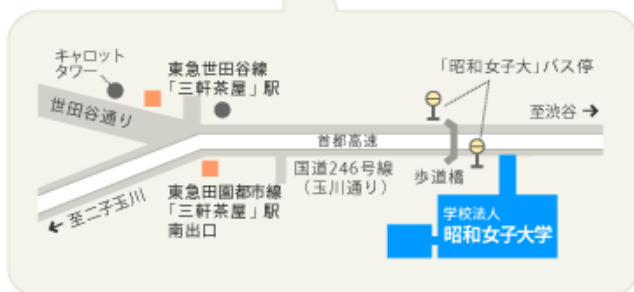 キャロット
タワー
東急世田谷線
「三軒茶屋」駅
「昭和女子大」バス停
世田谷通り
至渋谷→
首都高速
国道246号線
（玉川通り）
歩道橋
←至二子玉川
東急田園都市線
「三軒茶屋」駅
南出口
学校法人
昭和女子大学